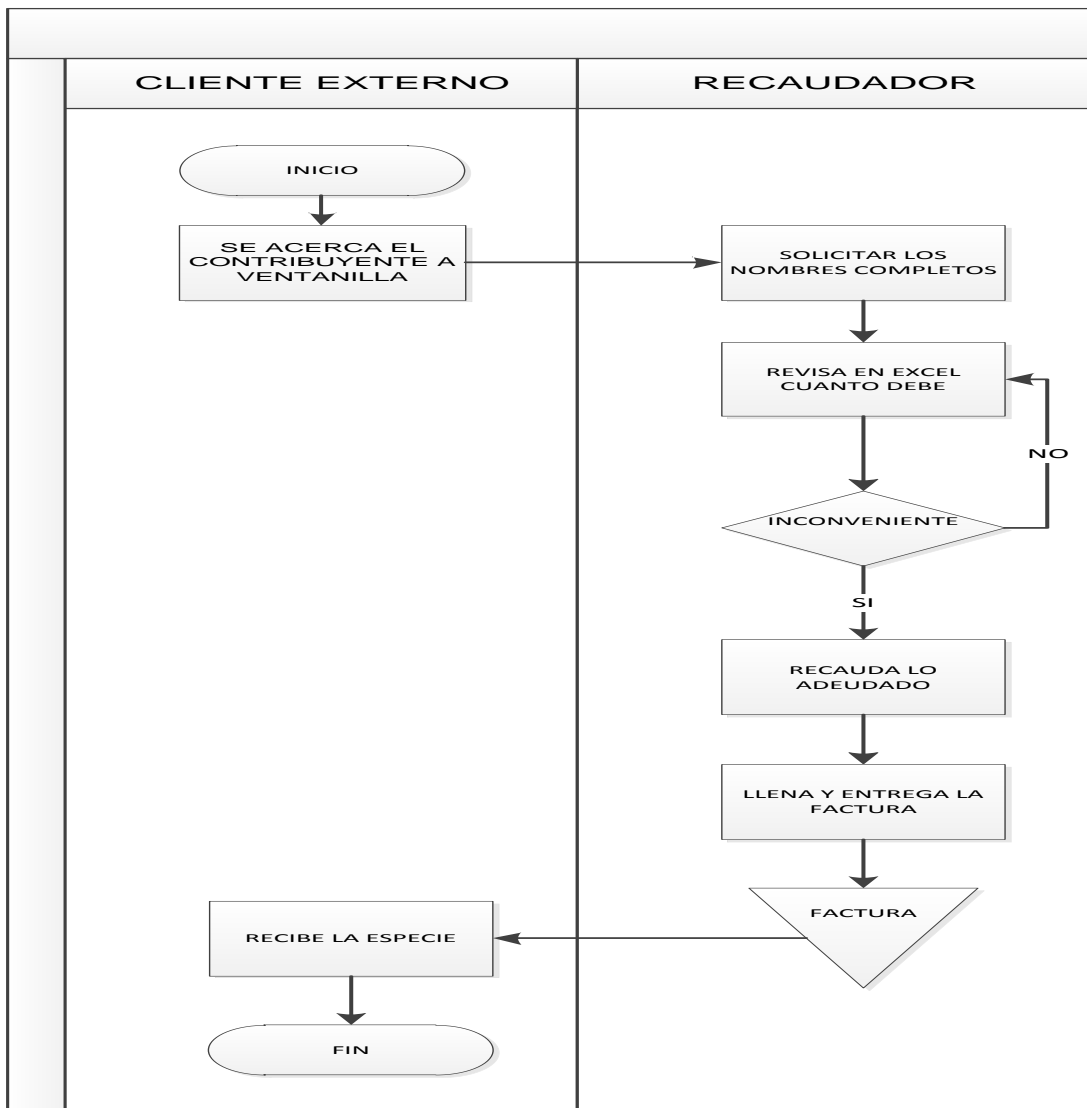 CLIENTE EXTERNO
RECAUDADOR
INICIO
SE ACERCA EL
CONTRIBUYENTE A
VENTANILLA
SOLICITAR LOS
NOMBRES COMPLETOS
REVISA EN EXCEL
CUANTO DEBE
NO
INCONVENIENTE
SI
RECAUDA LO
ADEUDADO
LLENA Y ENTREGA LA
FACTURA
FACTURA
RECIBE LA ESPECIE
FIN